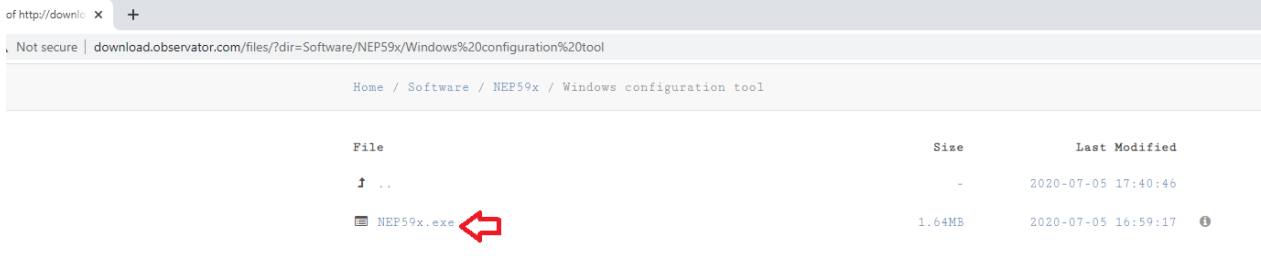 of http://downlo
Not secure | download.observator.com/files/?dir=Software/NEP59x/Windows%20configuration%20tool
Home / Software / NEP59x / Windows configuration tool
File Size Last Modified
.. - 2020-07-05 17:40:46
NEP59x.exe 1.64MB 2020-07-05 16:59:17